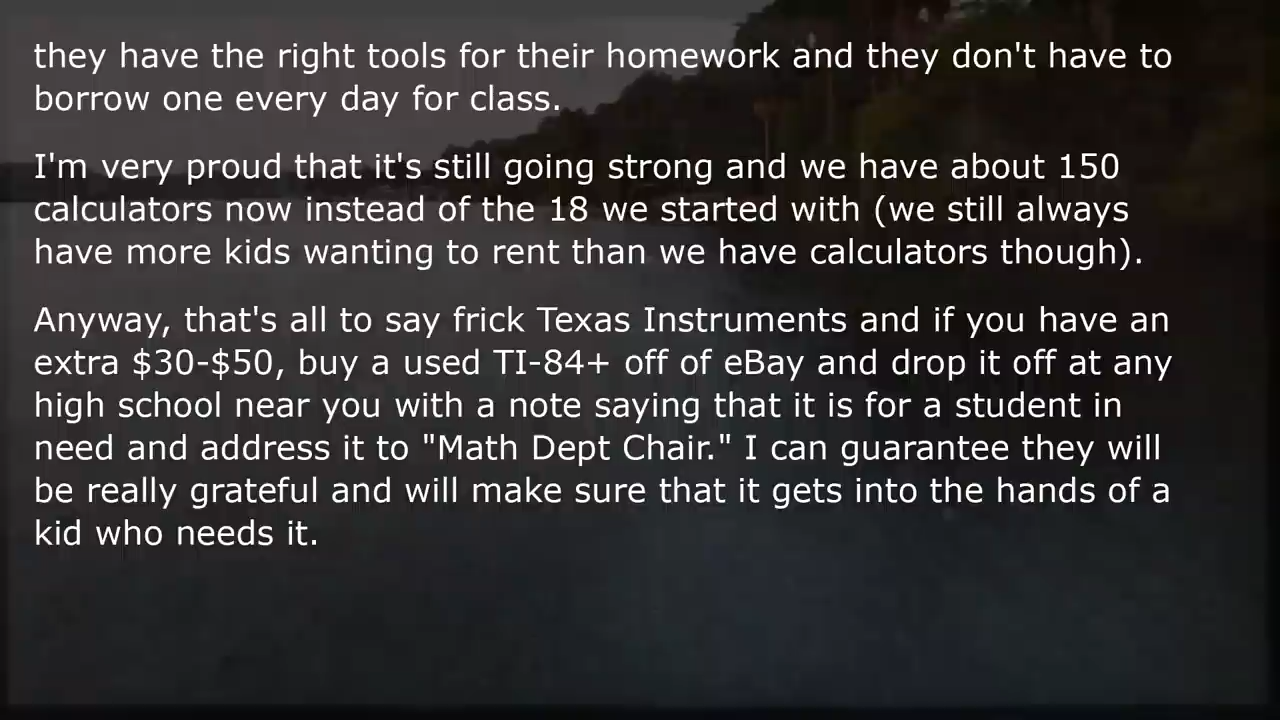 they have the right tools for their homework and they don't have to
borrow one every day for class.
I'm very proud that it's still going strong and we have about 150
calculators now instead of the 18 we started with (we still always
have more kids wanting to rent than we have calculators though).
Anyway, that's all to say frick Texas Instruments and if you have an
extra $30-$50, buy a used TI-84+ off of eBay and drop it off at any
high school near you with a note saying that it is for a student in
need and address it to "Math Dept Chair." I can guarantee they will
be really grateful and will make sure that it gets into the hands of a
kid who needs it.